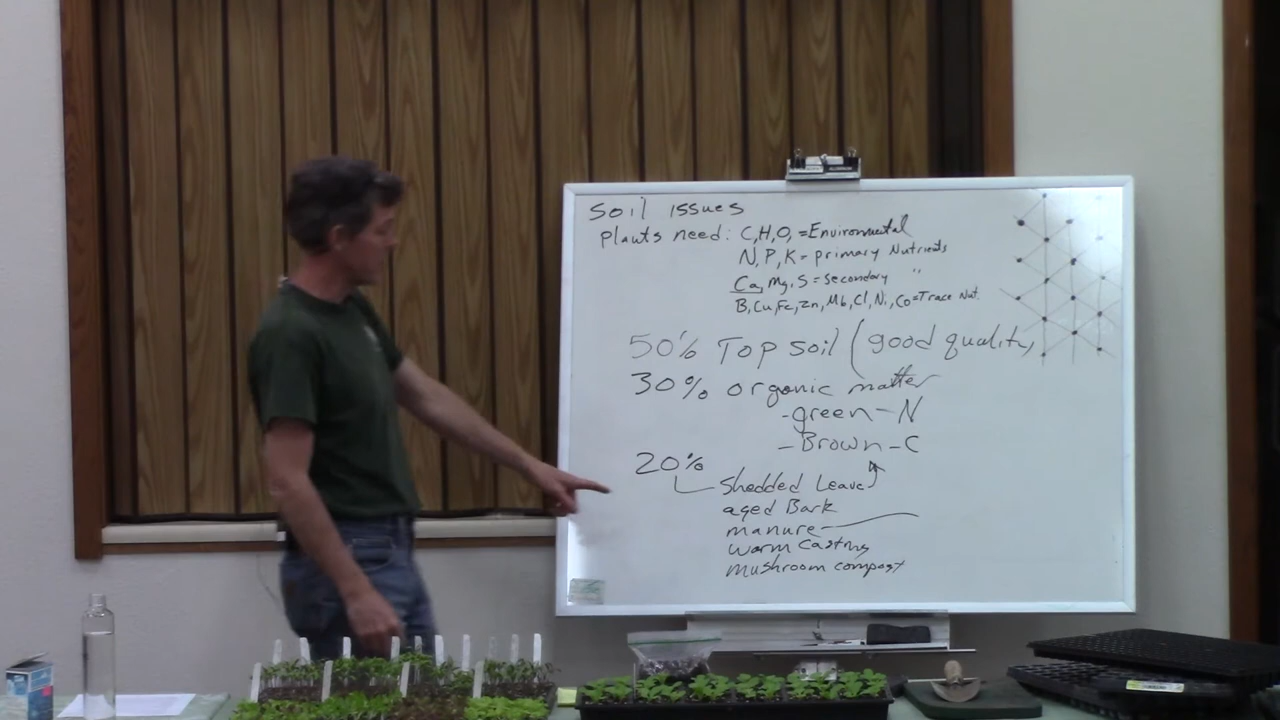 Soil issues
Plants need: C,H,O, = Environmental
N, P, K = primary Nutrients
Ca, Mg, S = secondary "
B, Cu, Fe, Zn, Mb, Cl, Ni, Co = Trace Nut.
50% Top soil (good quality)
30% organic matter
- green - N
- Brown - C
20%
Shedded Leave
aged Bark
manure
worm Casting
mushroom compost